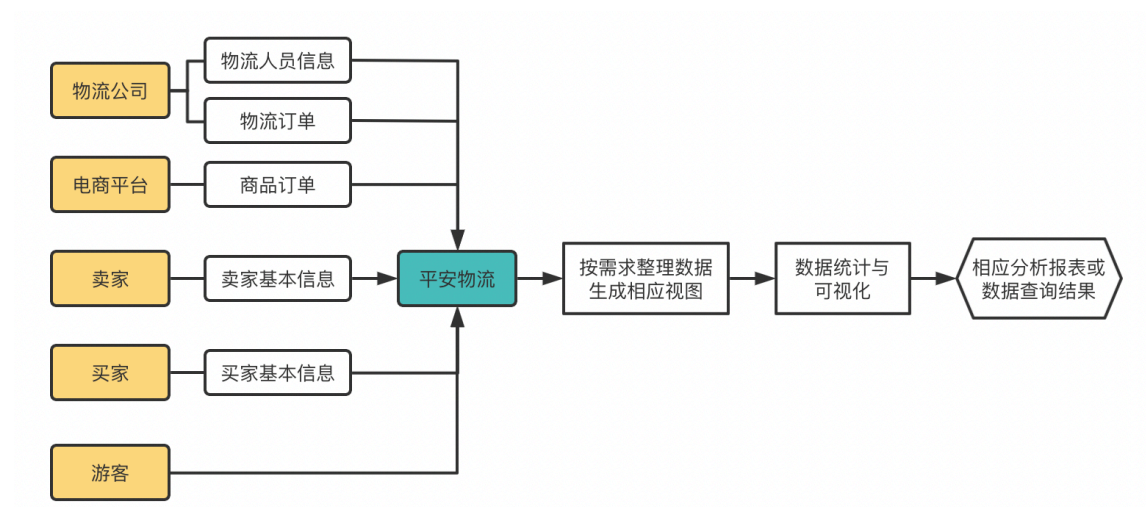 物流公司
物流人员信息
物流订单
电商平台
商品订单
卖家
卖家基本信息
平安物流
按需求整理数据
生成相应视图
数据统计与
可视化
相应分析报表或
数据查询结果
买家
买家基本信息
游客